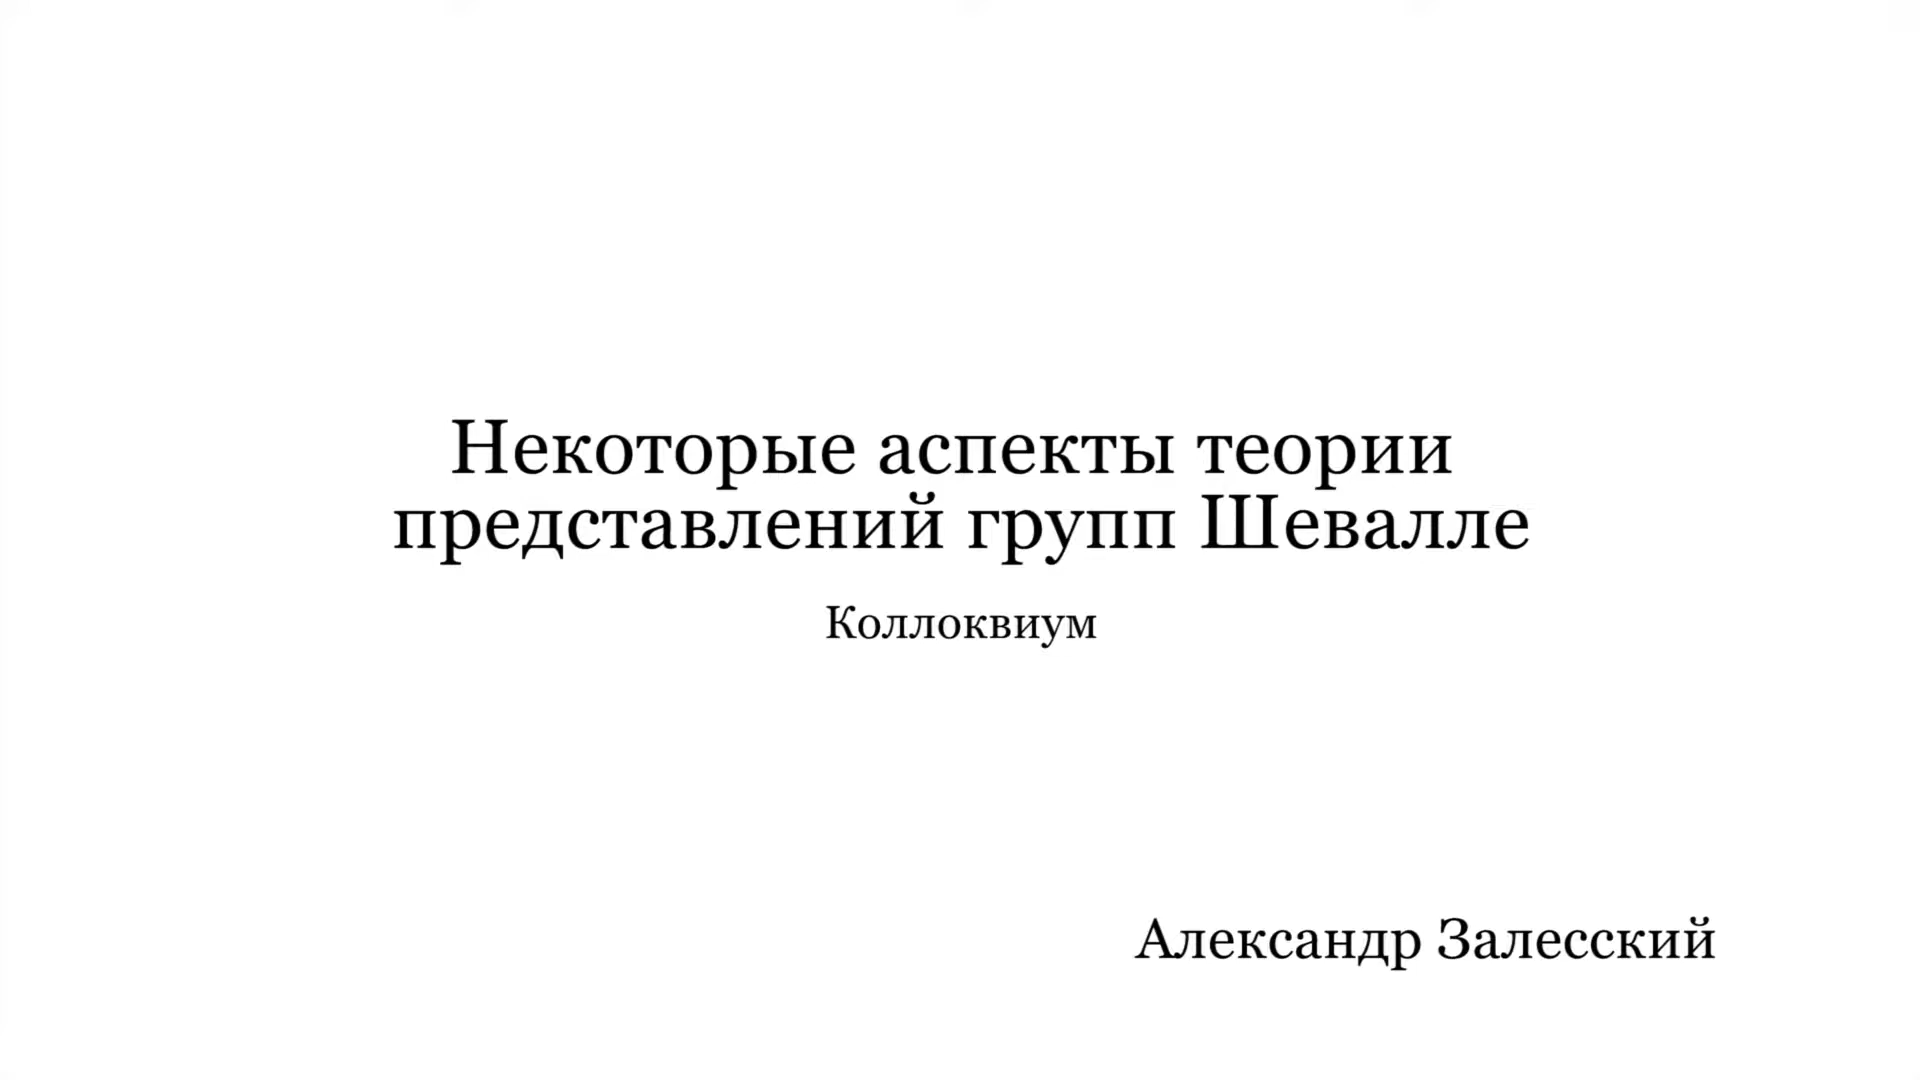 Некоторые аспекты теории
представлений групп Шевалле
Коллоквиум
Александр Залесский